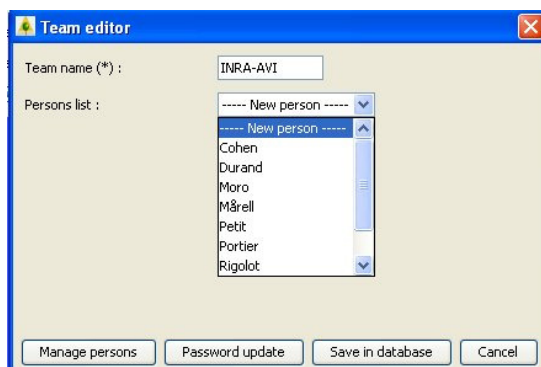 Team editor
Team name (*) : INRA-AVI
Persons list : ----- New person -----
----- New person -----
Cohen
Durand
Moro
Mårell
Petit
Portier
Rigolot
Manage persons Password update Save in database Cancel